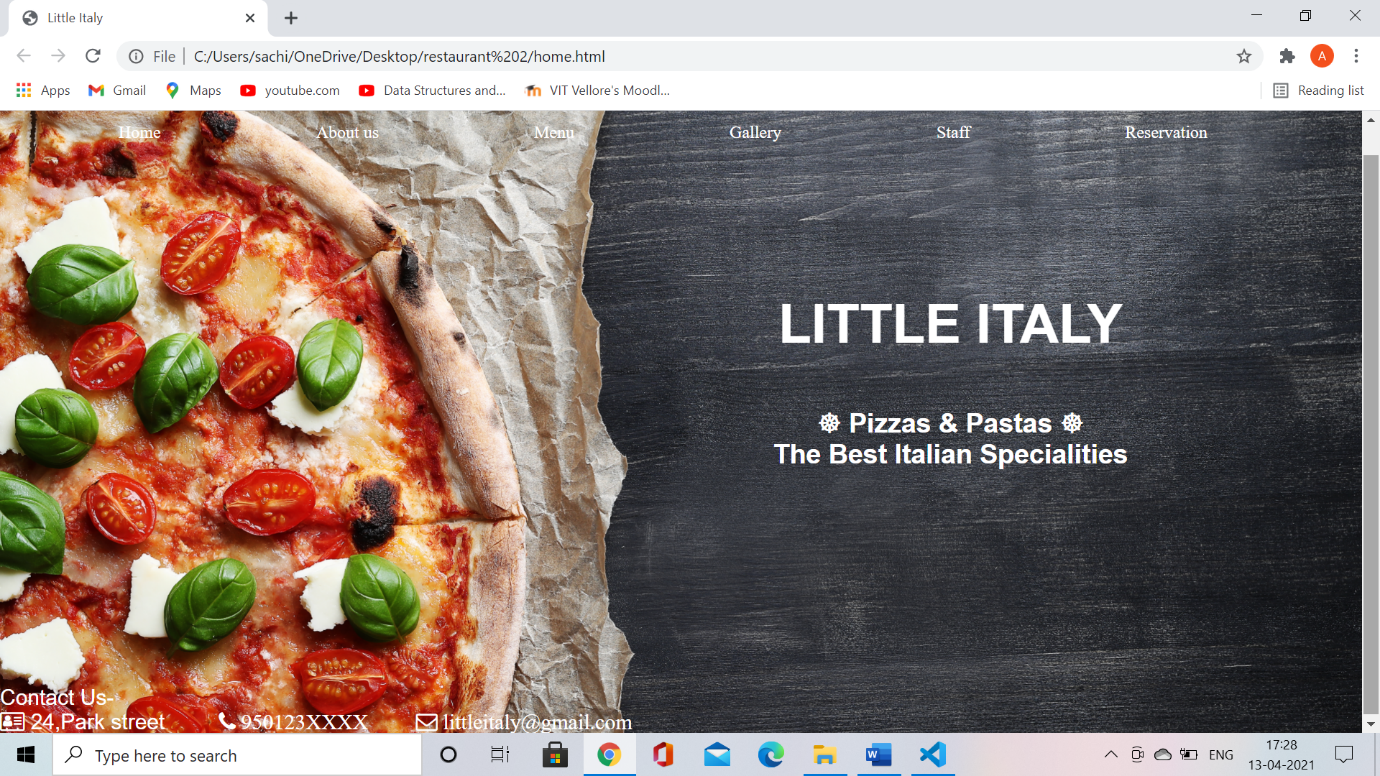 Little Italy
File | C:/Users/sachi/OneDrive/Desktop/restaurant%202/home.html
A
Apps Gmail Maps youtube.com Data Structures and... VIT Vellore's Moodl... Reading list
Home About us Menu Gallery Staff Reservation
LITTLE ITALY
☸ Pizzas & Pastas ☸
The Best Italian Specialities
Contact Us-
24,Park street 950123XXXX littleitaly@gmail.com
Type here to search
ENG
17:28
13-04-2021